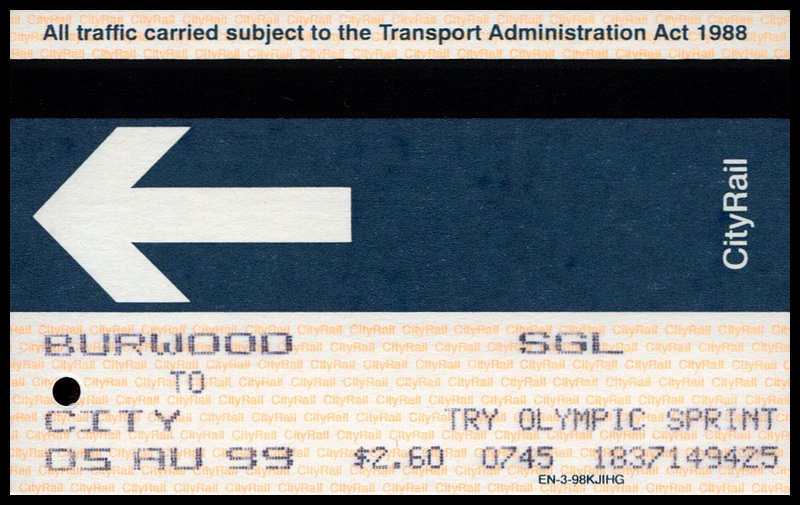 All traffic carried subject to the Transport Administration Act 1988
CityRail
BURWOOD SGL
TO
CITY TRY OLYMPIC SPRINT
05 AU 99 $2.60 0745 1837149425
EN-3-98KJIHG